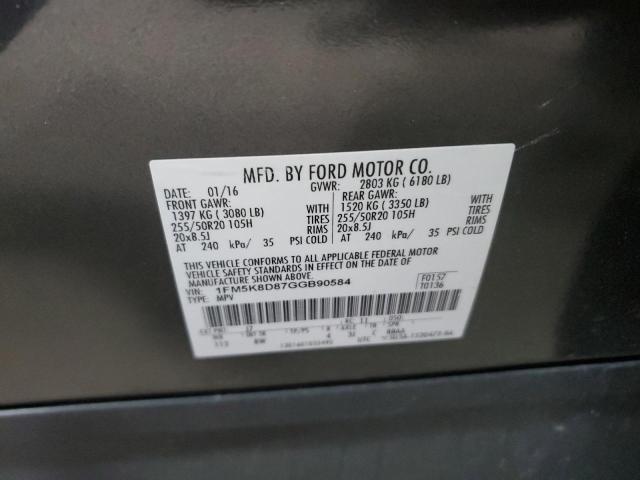 MFD. BY FORD MOTOR CO.
DATE: 01/16 GVWR: 2803 KG ( 6180 LB)
FRONT GAWR: REAR GAWR:
1397 KG ( 3080 LB) WITH 1520 KG ( 3350 LB) WITH
255/50R20 105H TIRES 255/50R20 105H TIRES
20x8.5J RIMS 20x8.5J RIMS
AT 240 kPa/ 35 PSI COLD AT 240 kPa/ 35 PSI COLD
THIS VEHICLE CONFORMS TO ALL APPLICABLE FEDERAL MOTOR
VEHICLE SAFETY STANDARDS IN EFFECT ON THE DATE OF
MANUFACTURE SHOWN ABOVE.
VIN: 1FM5K8D87GGB90584 F0157
TYPE: MPV T0136
113